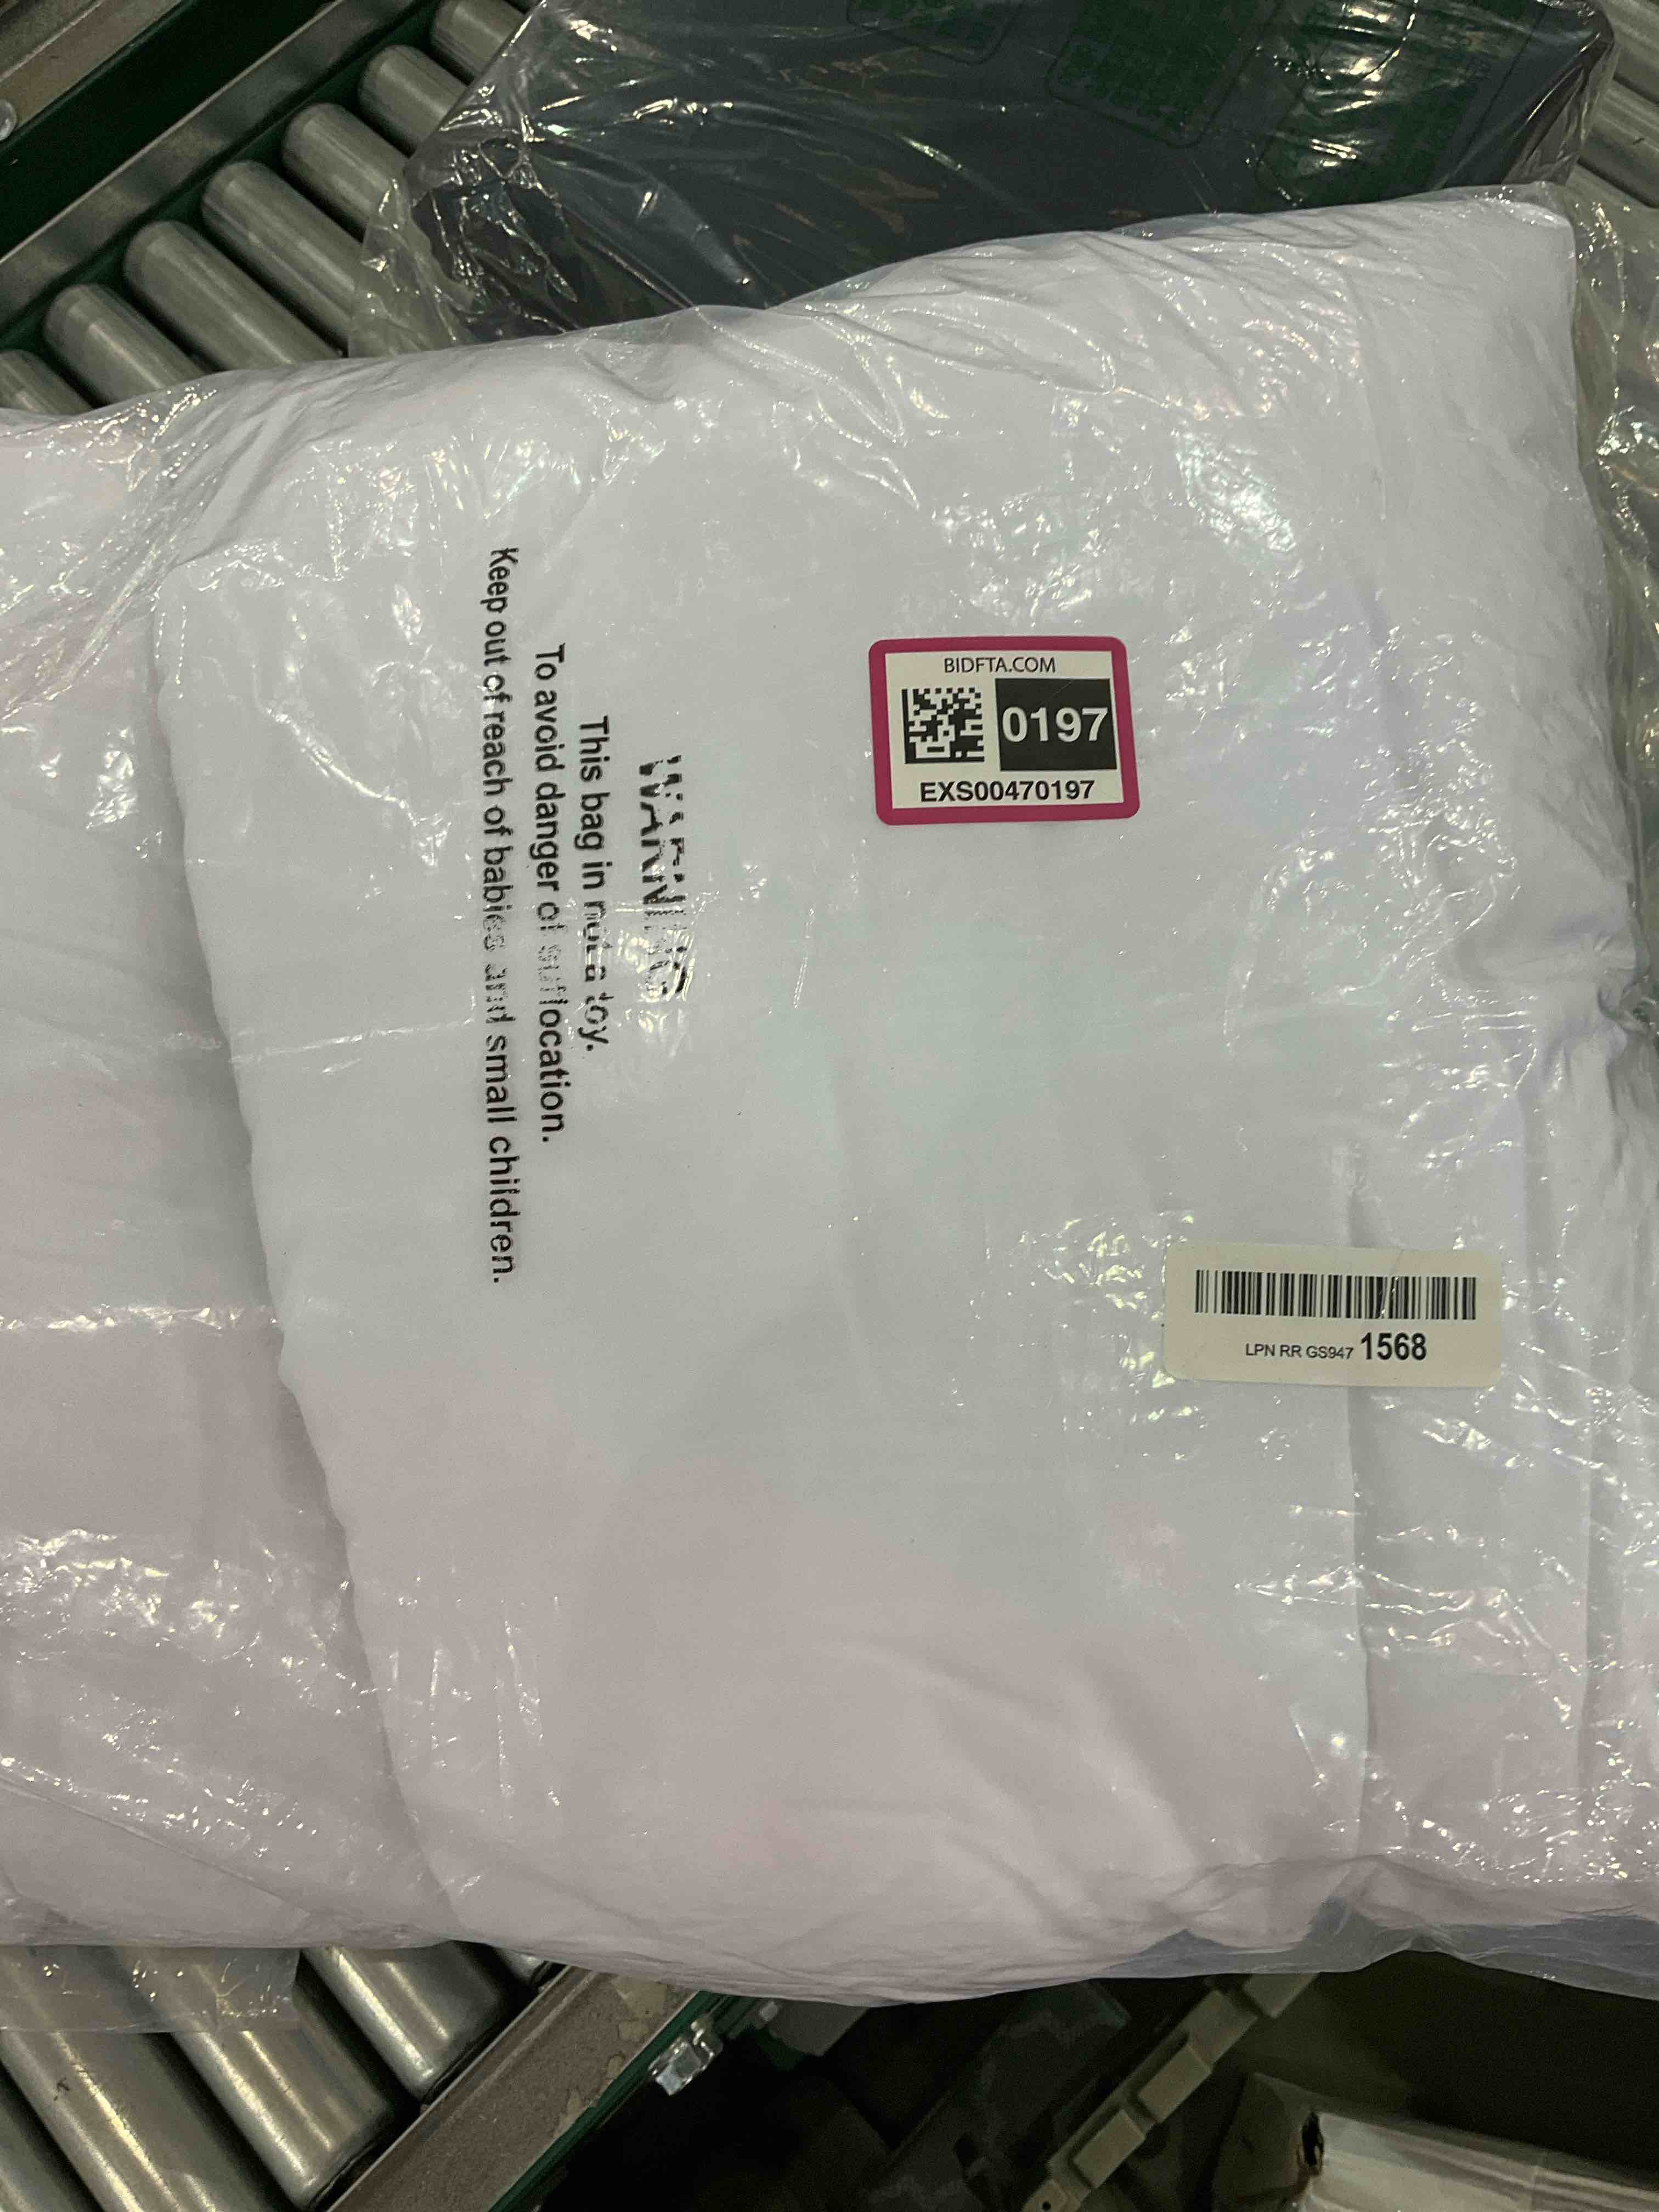 BIDFTA.COM
0197
EXS00470197
WARNING
This bag in not a toy.
To avoid danger of suffocation.
Keep out of reach of babies and small children.
LPN RR GS947 1568